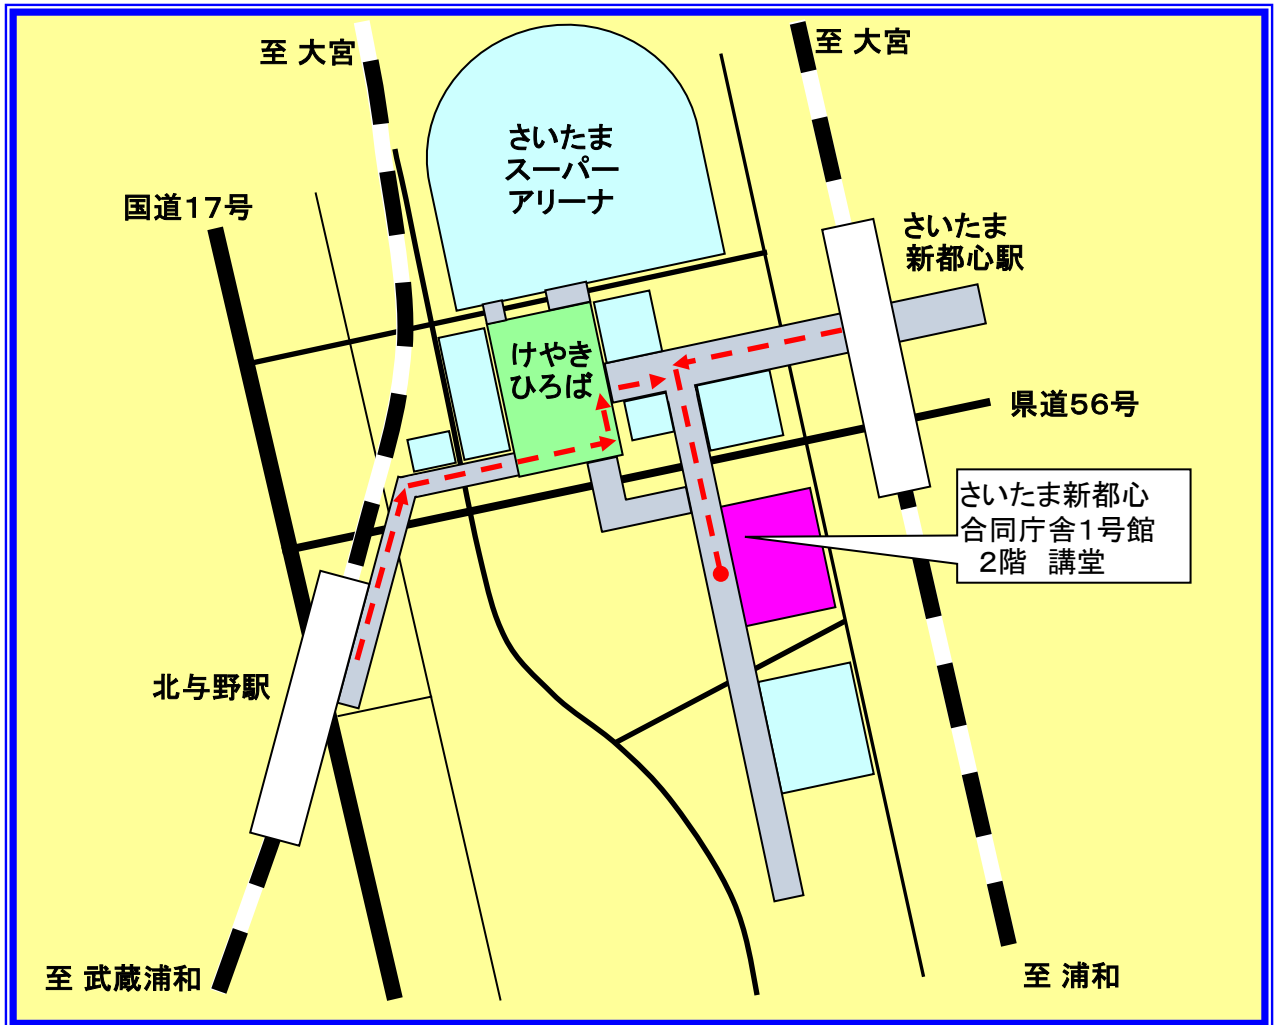 至 大宮
至 大宮
さいたま
スーパー
アリーナ
国道17号
さいたま
新都心駅
けやき
ひろば
県道56号
さいたま新都心
合同庁舎1号館
2階 講堂
北与野駅
至 武蔵浦和
至 浦和